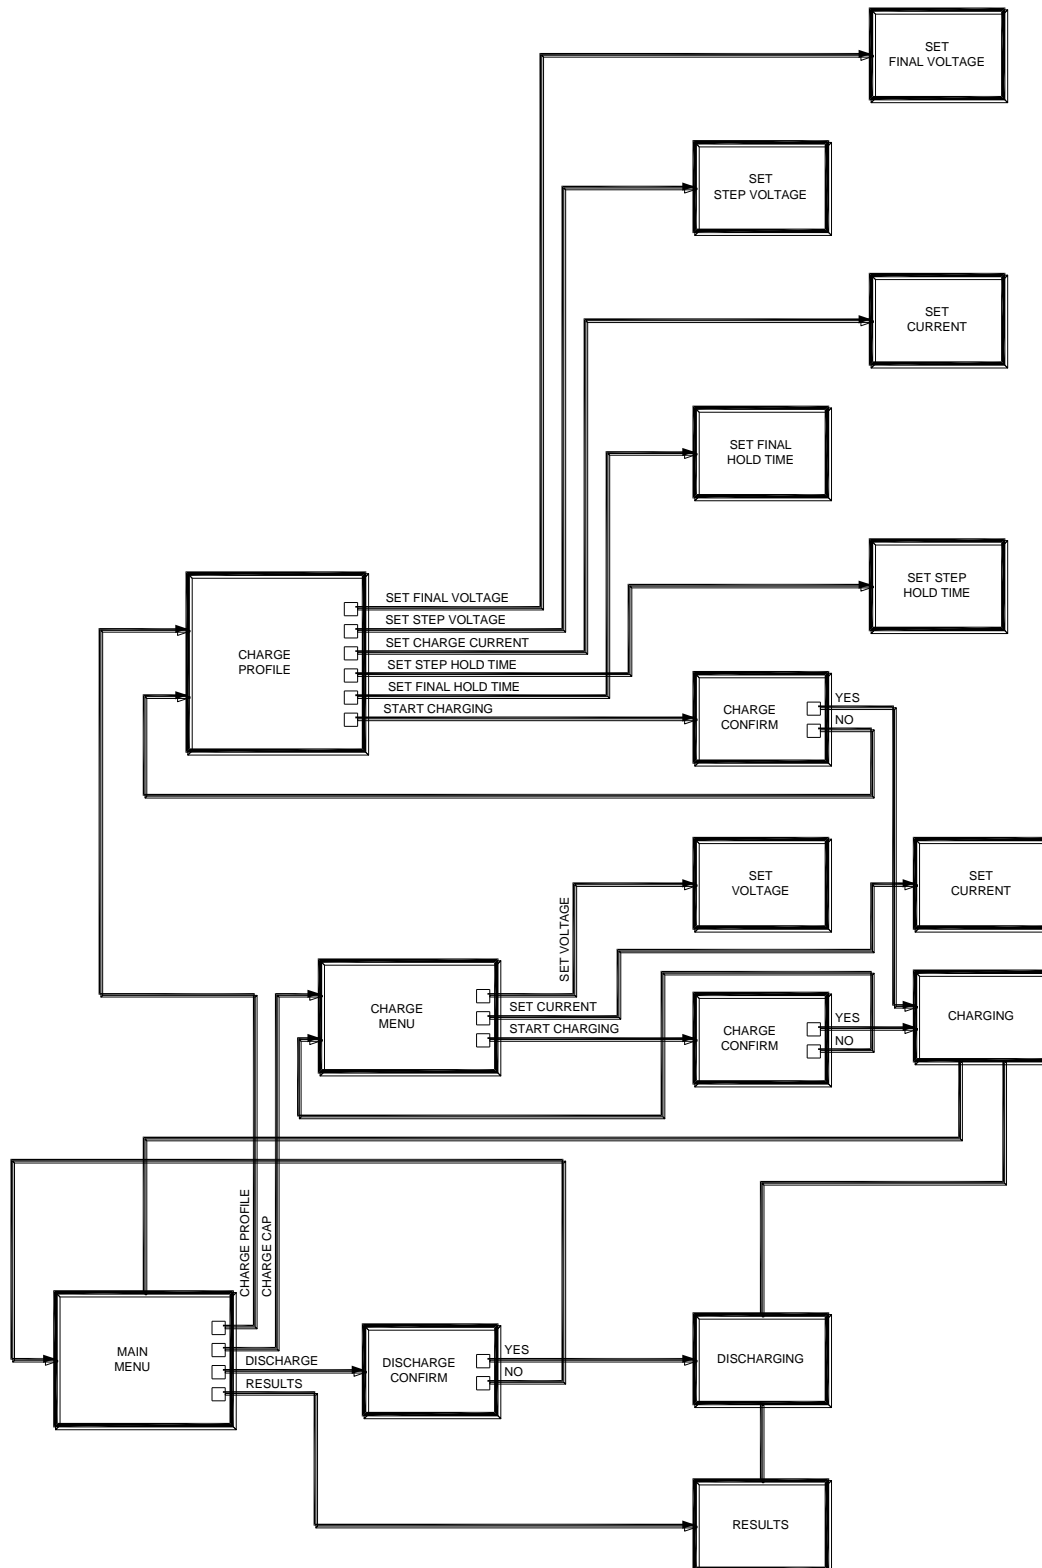 SET
FINAL VOLTAGE
SET
STEP VOLTAGE
SET
CURRENT
SET FINAL
HOLD TIME
SET STEP
HOLD TIME
CHARGE
PROFILE
SET FINAL VOLTAGE
SET STEP VOLTAGE
SET CHARGE CURRENT
SET STEP HOLD TIME
SET FINAL HOLD TIME
START CHARGING
CHARGE
CONFIRM
YES
NO
SET
VOLTAGE
SET
CURRENT
SET VOLTAGE
CHARGE
MENU
SET CURRENT
START CHARGING
CHARGE
CONFIRM
YES
NO
CHARGING
CHARGE PROFILE
CHARGE CAP
MAIN
MENU
DISCHARGE
RESULTS
DISCHARGE
CONFIRM
YES
NO
DISCHARGING
RESULTS